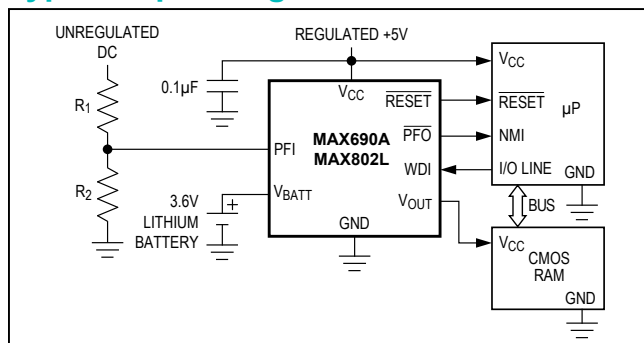 UNREGULATED
DC
REGULATED +5V
R1
0.1µF
VCC
VCC
RESET
RESET
µP
MAX690A
MAX802L
PFO
NMI
PFI
WDI
I/O LINE
GND
R2
VBATT
VOUT
BUS
3.6V
LITHIUM
BATTERY
+
GND
VCC
CMOS
RAM
GND